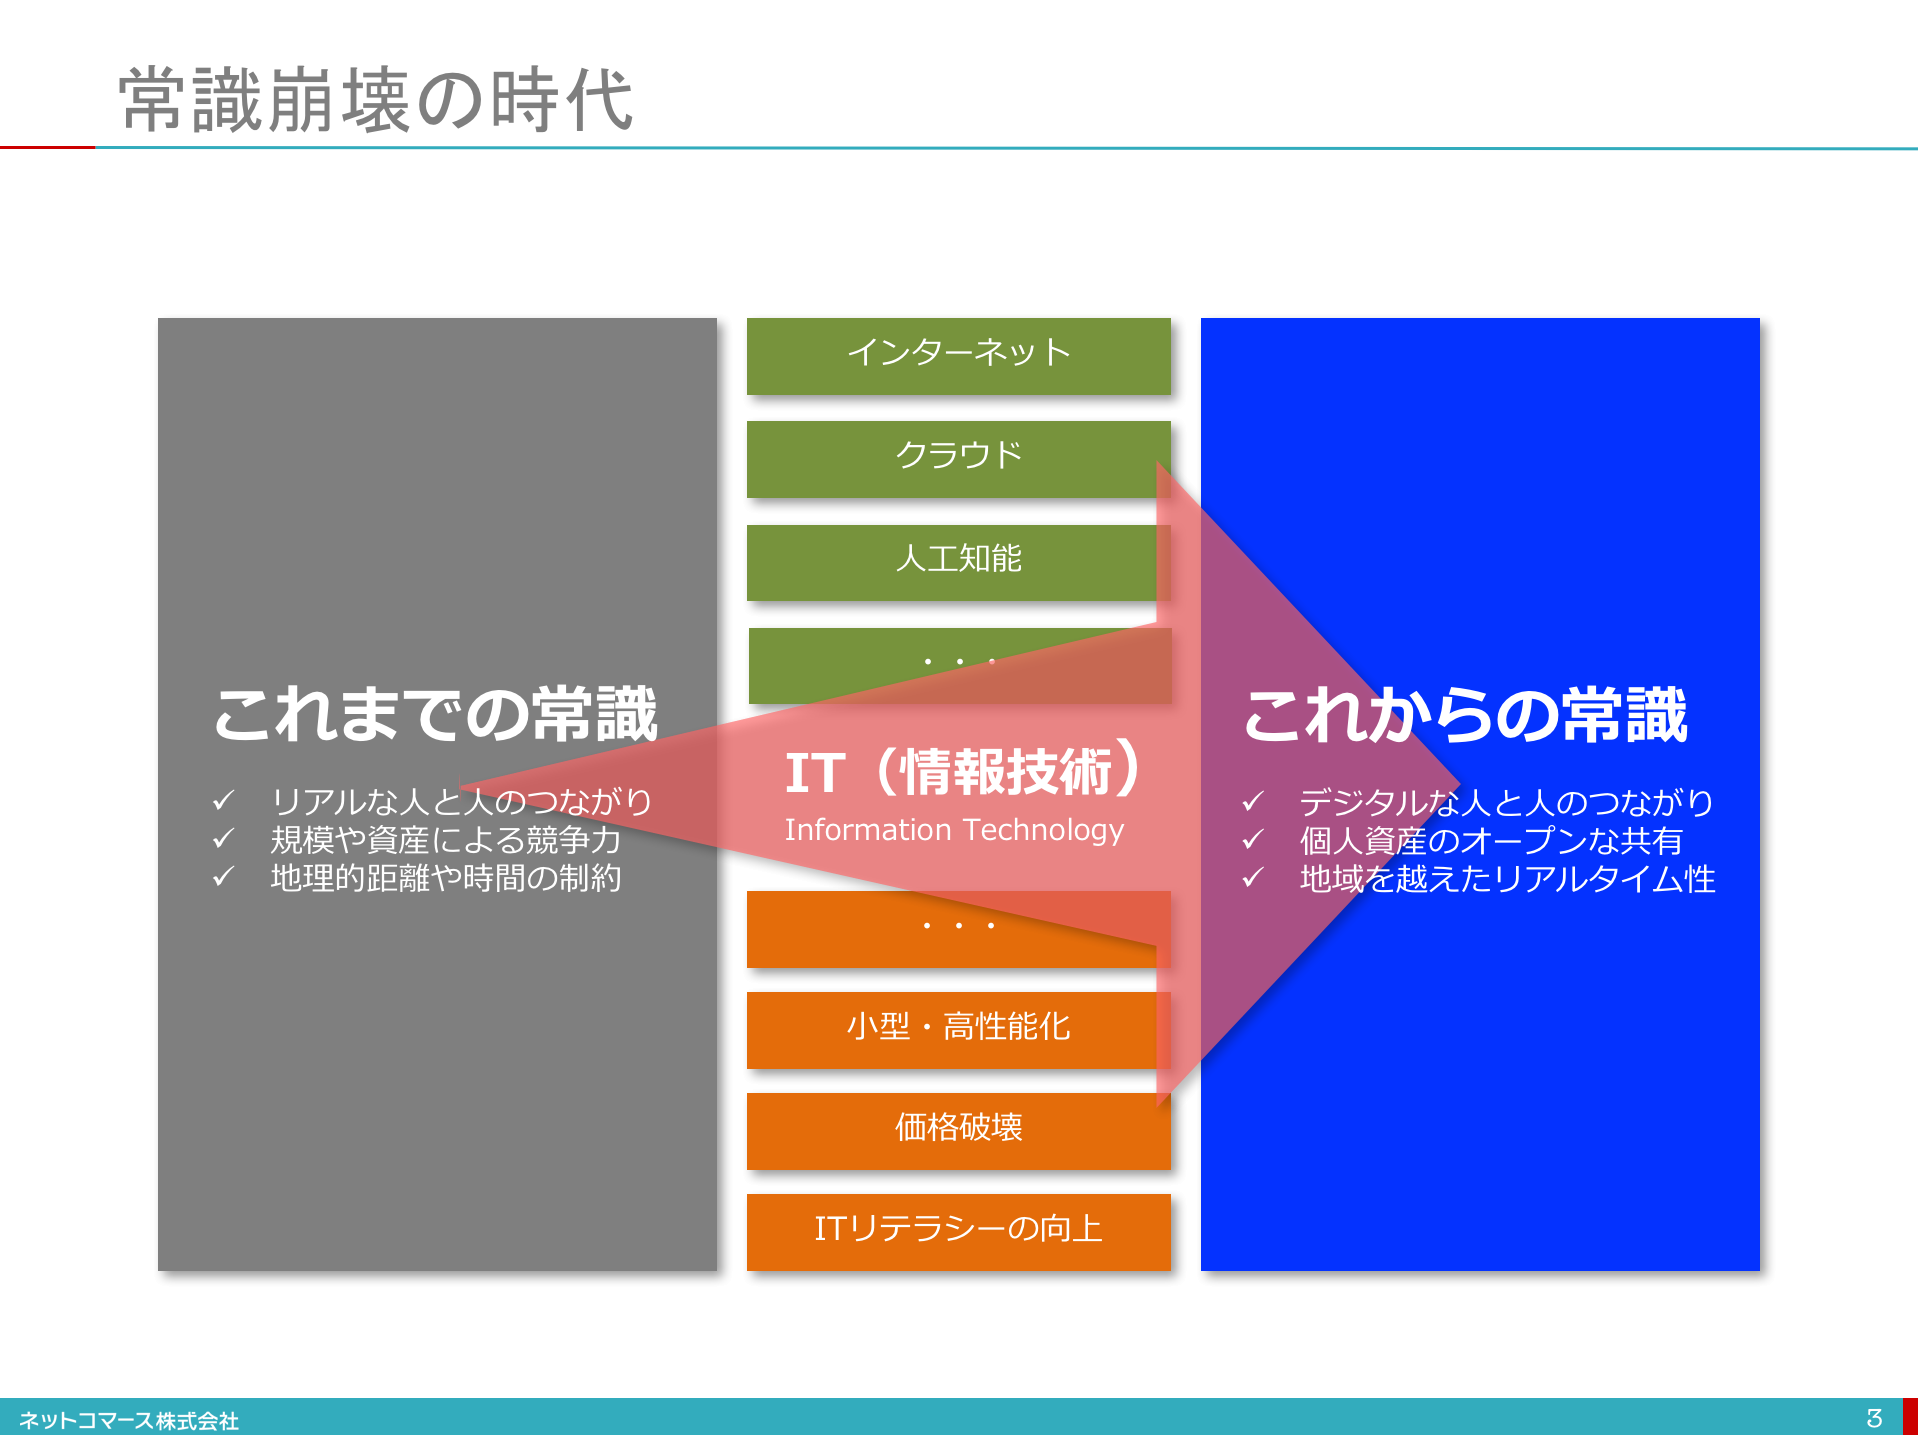 常識崩壊の時代
これまでの常識
✓ リアルな人と人のつながり
✓ 規模や資産による競争力
✓ 地理的距離や時間の制約
インターネット
クラウド
人工知能
・・・
IT（情報技術）
Information Technology
・・・
小型・高性能化
価格破壊
ITリテラシーの向上
これからの常識
✓ デジタルな人と人のつながり
✓ 個人資産のオープンな共有
✓ 地域を越えたリアルタイム性
ネットコマース株式会社
3